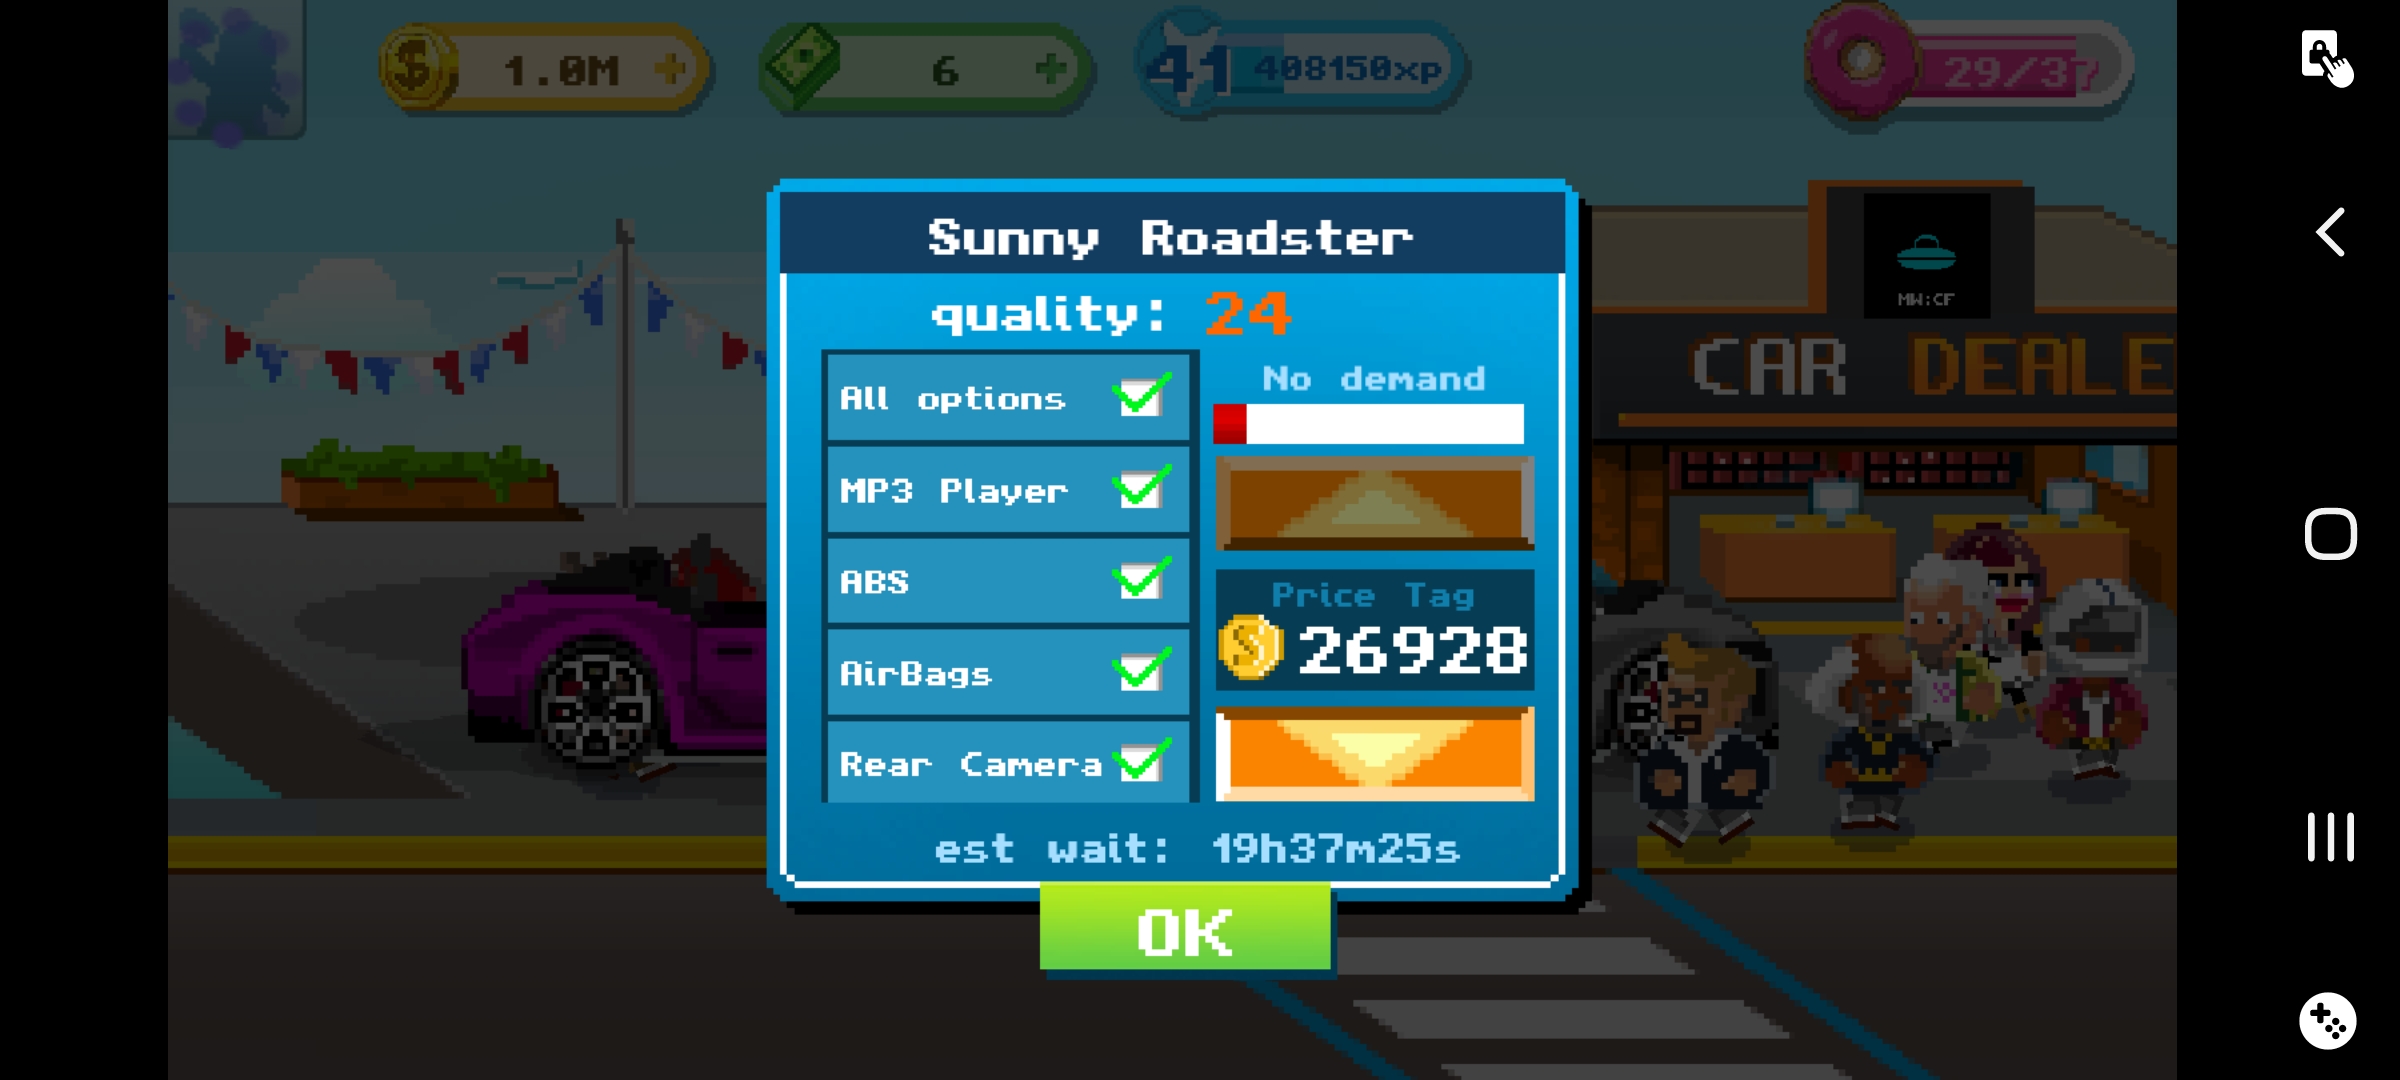 1.0M
6
41 408150xp
29/37
Sunny Roadster
quality: 24
All options
MP3 Player
ABS
AirBags
Rear Camera
No demand
Price Tag
26928
est wait: 19h37m25s
OK
MW:CF
CAR DEALE